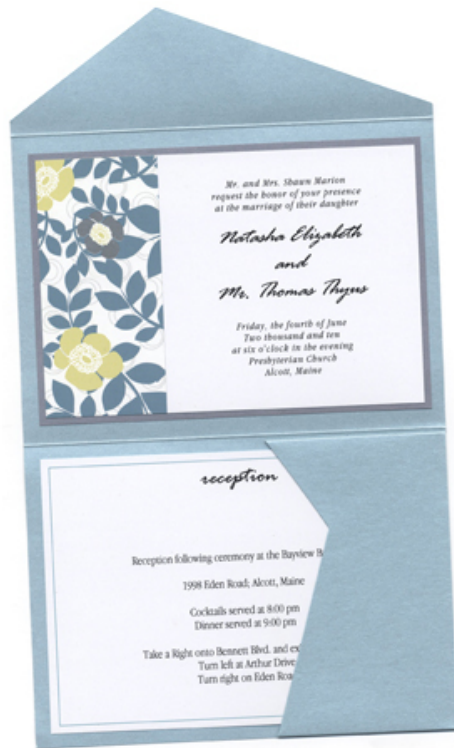 Mr. and Mrs. Shawn Marion
request the honor of your presence
at the marriage of their daughter
Natasha Elizabeth
and
Mr. Thomas Thyus
Friday, the fourth of June
Two thousand and ten
at six o'clock in the evening
Presbyterian Church
Alcott, Maine
reception
Reception following ceremony at the Bayview
1998 Eden Road; Alcott, Maine
Cocktails served at 8:00 pm
Dinner served at 9:00 pm
Take a Right onto Bennett Blvd. and
Turn left at Arthur Drive
Turn right on Eden